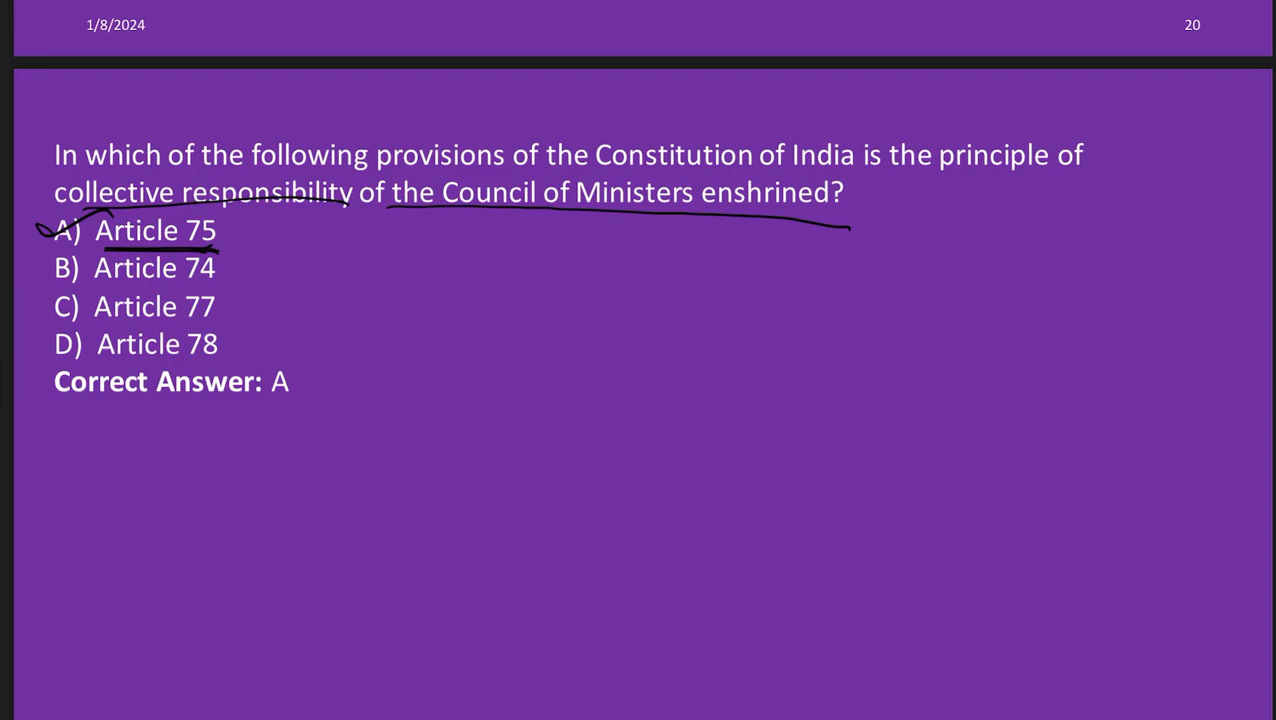 1/8/2024 20
In which of the following provisions of the Constitution of India is the principle of
collective responsibility of the Council of Ministers enshrined?
A) Article 75
B) Article 74
C) Article 77
D) Article 78
Correct Answer: A